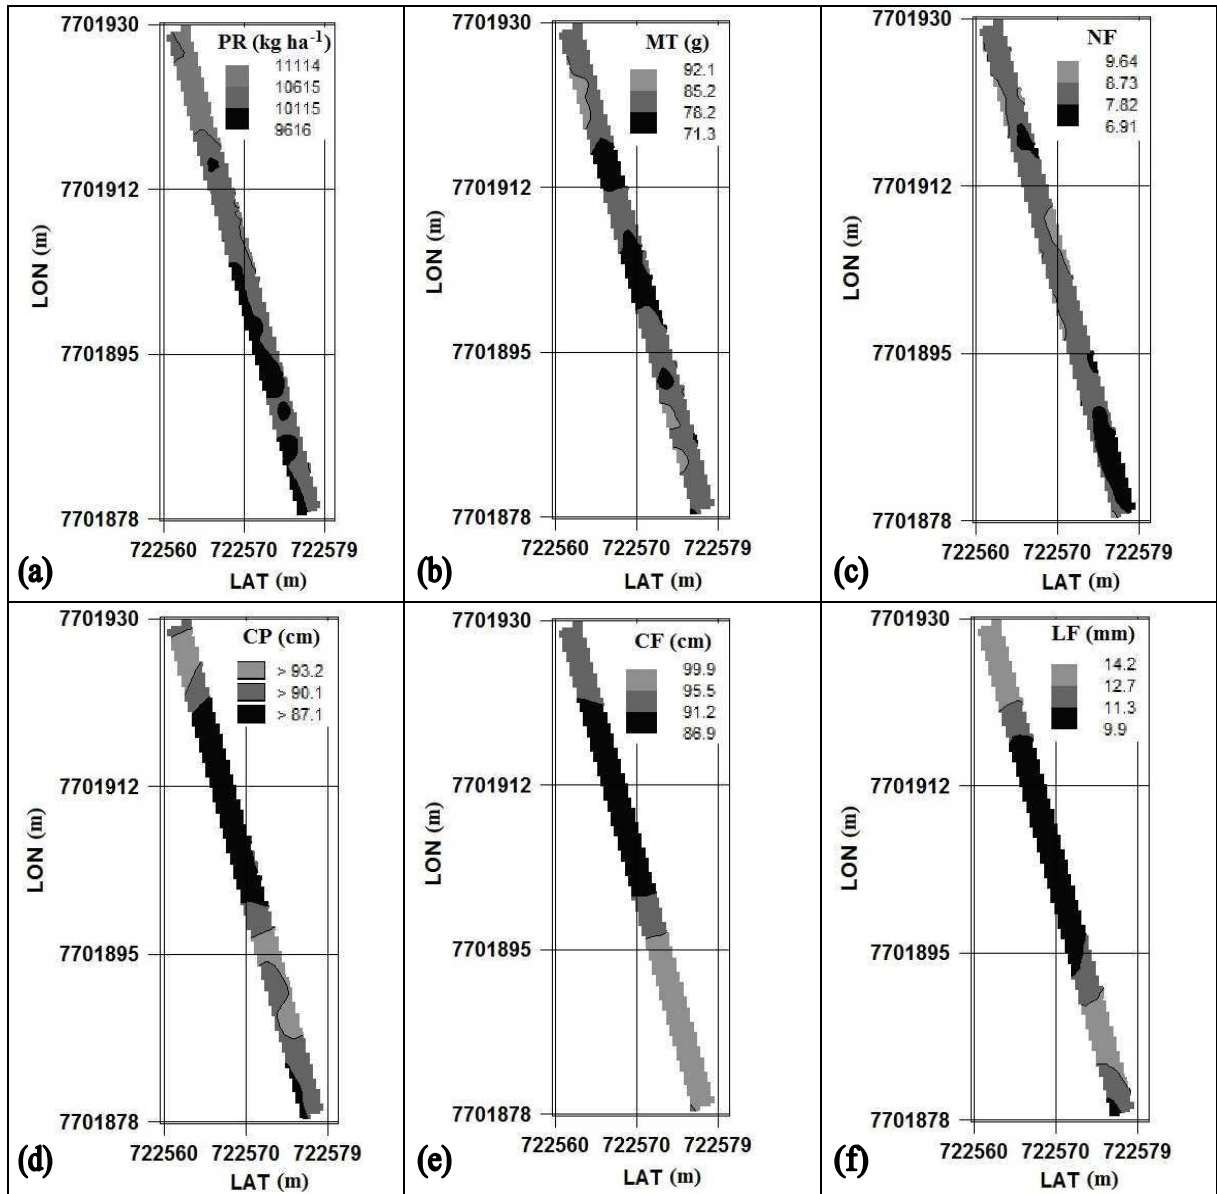 7701930
PR (kg ha-1)
11114
10615
10115
9616
7701912
LON (m)
7701895
7701878
722560 722570 722579
(a)
LAT (m)
7701930
MT (g)
92.1
85.2
78.2
71.3
7701912
LON (m)
7701895
7701878
722560 722570 722579
(b)
LAT (m)
7701930
NF
9.64
8.73
7.82
6.91
7701912
LON (m)
7701895
7701878
722560 722570 722579
(c)
LAT (m)
7701930
CP (cm)
> 93.2
> 90.1
> 87.1
7701912
LON (m)
7701895
7701878
722560 722570 722579
(d)
LAT (m)
7701930
CF (cm)
99.9
95.5
91.2
86.9
7701912
LON (m)
7701895
7701878
722560 722570 722579
(e)
LAT (m)
7701930
LF (mm)
14.2
12.7
11.3
9.9
7701912
LON (m)
7701895
7701878
722560 722570 722579
(f)
LAT (m)